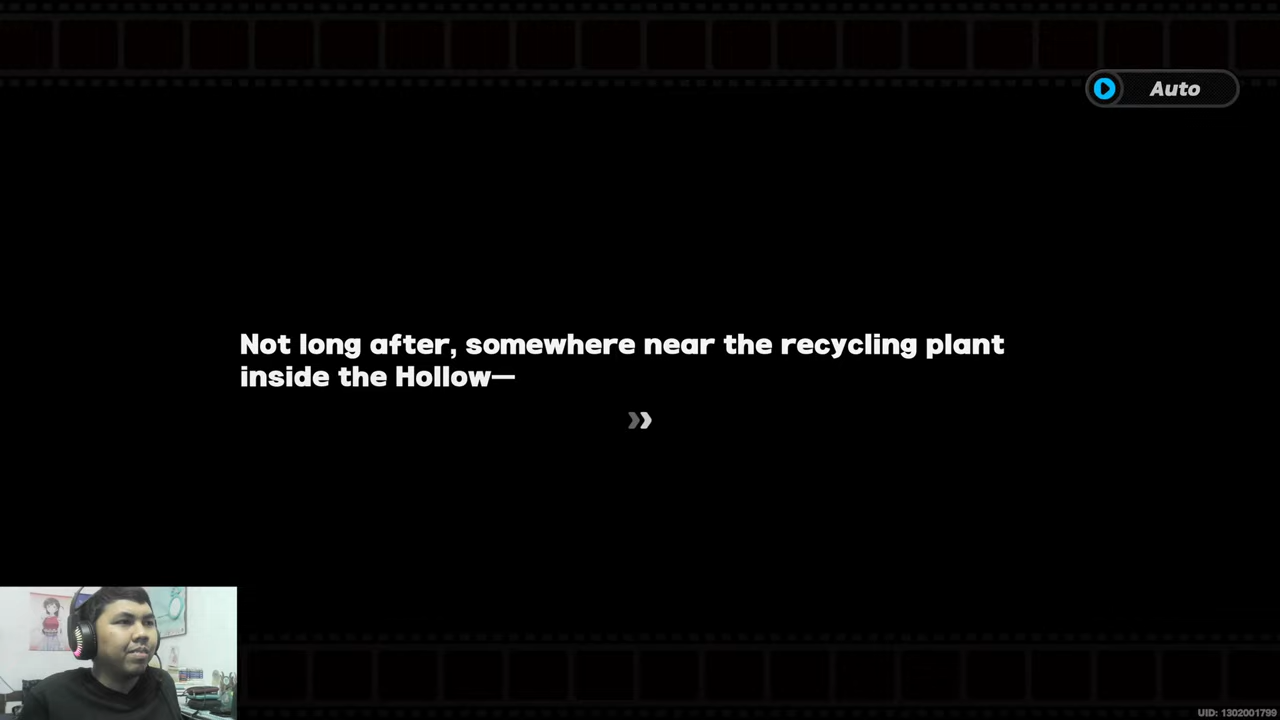 Auto
Not long after, somewhere near the recycling plant
inside the Hollow—
UID: 1302001799